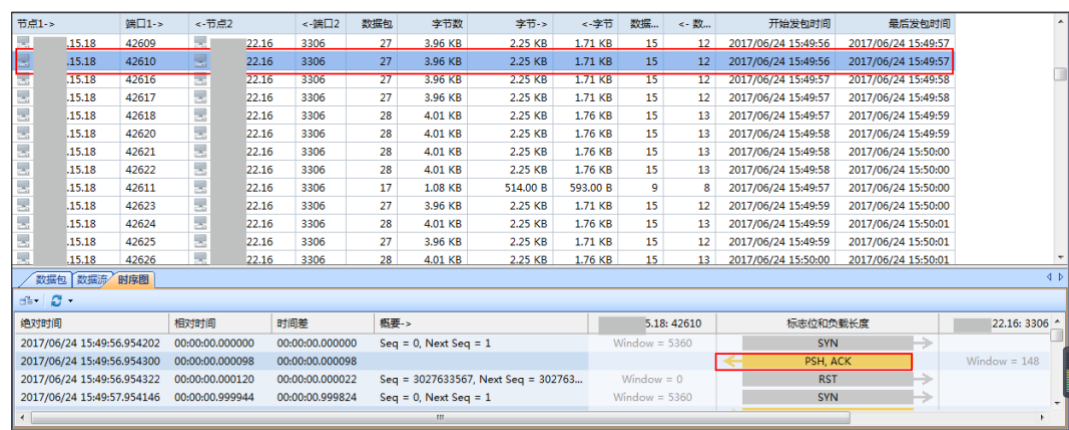 节点1-> 端口1-> <-节点2 <-端口2 数据包 字节数 字节-> <-字节 数据... <- 数... 开始发包时间 最后发包时间
.15.18 42609 22.16 3306 27 3.96 KB 2.25 KB 1.71 KB 15 12 2017/06/24 15:49:56 2017/06/24 15:49:57
.15.18 42610 22.16 3306 27 3.96 KB 2.25 KB 1.71 KB 15 12 2017/06/24 15:49:56 2017/06/24 15:49:57
.15.18 42616 22.16 3306 27 3.96 KB 2.25 KB 1.71 KB 15 12 2017/06/24 15:49:57 2017/06/24 15:49:58
.15.18 42617 22.16 3306 27 3.96 KB 2.25 KB 1.71 KB 15 12 2017/06/24 15:49:57 2017/06/24 15:49:58
.15.18 42618 22.16 3306 28 4.01 KB 2.25 KB 1.76 KB 15 13 2017/06/24 15:49:57 2017/06/24 15:49:59
.15.18 42620 22.16 3306 28 4.01 KB 2.25 KB 1.76 KB 15 13 2017/06/24 15:49:58 2017/06/24 15:49:59
.15.18 42621 22.16 3306 28 4.01 KB 2.25 KB 1.76 KB 15 13 2017/06/24 15:49:58 2017/06/24 15:50:00
.15.18 42622 22.16 3306 28 4.01 KB 2.25 KB 1.76 KB 15 13 2017/06/24 15:49:58 2017/06/24 15:50:00
.15.18 42611 22.16 3306 17 1.08 KB 514.00 B 593.00 B 9 8 2017/06/24 15:49:57 2017/06/24 15:50:00
.15.18 42623 22.16 3306 27 3.96 KB 2.25 KB 1.71 KB 15 12 2017/06/24 15:49:59 2017/06/24 15:50:00
.15.18 42624 22.16 3306 28 4.01 KB 2.25 KB 1.76 KB 15 13 2017/06/24 15:49:59 2017/06/24 15:50:01
.15.18 42625 22.16 3306 27 3.96 KB 2.25 KB 1.71 KB 15 12 2017/06/24 15:49:59 2017/06/24 15:50:01
.15.18 42626 22.16 3306 28 4.01 KB 2.25 KB 1.76 KB 15 13 2017/06/24 15:50:00 2017/06/24 15:50:01
数据包 数据流 时序图
绝对时间 相对时间 时间差 概要-> 5.18: 42610 标志位和负载长度 22.16: 3306
2017/06/24 15:49:56.954202 00:00:00.000000 00:00:00.000000 Seq = 0, Next Seq = 1 Window = 5360 SYN
2017/06/24 15:49:56.954300 00:00:00.000098 00:00:00.000098 PSH, ACK Window = 148
2017/06/24 15:49:56.954322 00:00:00.000120 00:00:00.000022 Seq = 3027633567, Next Seq = 302763... Window = 0 RST
2017/06/24 15:49:57.954146 00:00:00.999944 00:00:00.999824 Seq = 0, Next Seq = 1 Window = 5360 SYN